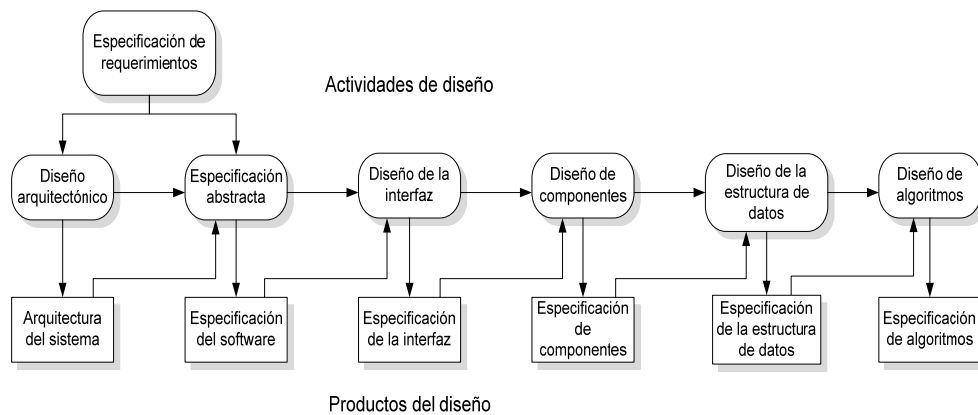 Especificación de
requerimientos
Actividades de diseño
Diseño
arquitectónico
Especificación
abstracta
Diseño de la
interfaz
Diseño de
componentes
Diseño de la
estructura de
datos
Diseño de
algoritmos
Arquitectura
del sistema
Especificación
del software
Especificación
de la interfaz
Especificación
de
componentes
Especificación
de la estructura
de datos
Especificación
de algoritmos
Productos del diseño